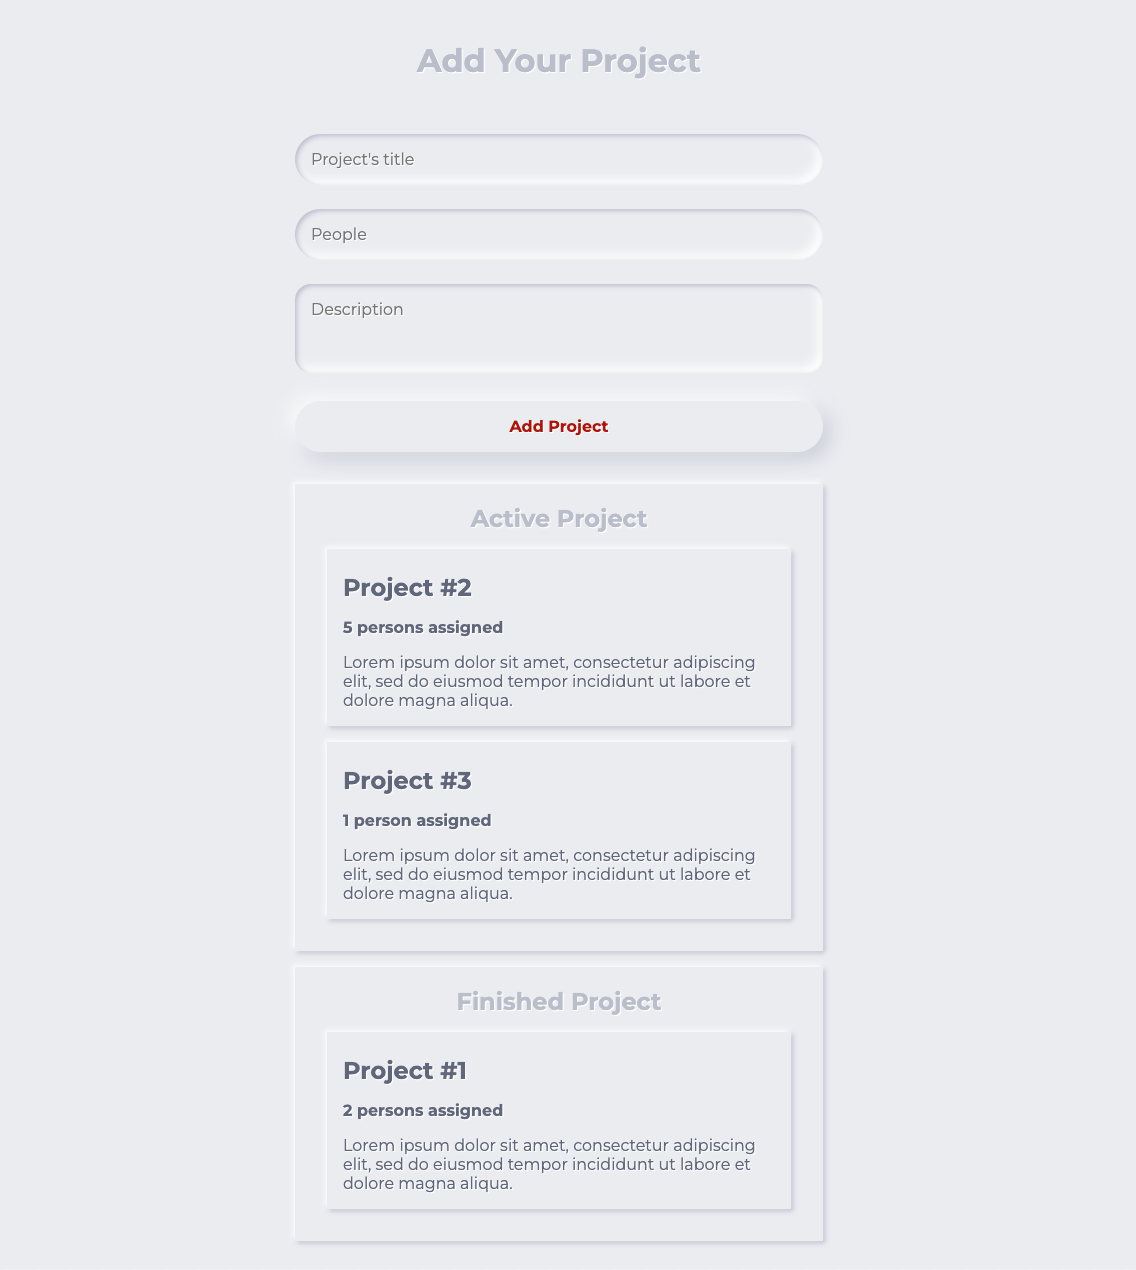 Add Your Project
Project's title
People
Description
Add Project
Active Project
Project #2
5 persons assigned
Lorem ipsum dolor sit amet, consectetur adipiscing
elit, sed do eiusmod tempor incididunt ut labore et
dolore magna aliqua.
Project #3
1 person assigned
Lorem ipsum dolor sit amet, consectetur adipiscing
elit, sed do eiusmod tempor incididunt ut labore et
dolore magna aliqua.
Finished Project
Project #1
2 persons assigned
Lorem ipsum dolor sit amet, consectetur adipiscing
elit, sed do eiusmod tempor incididunt ut labore et
dolore magna aliqua.